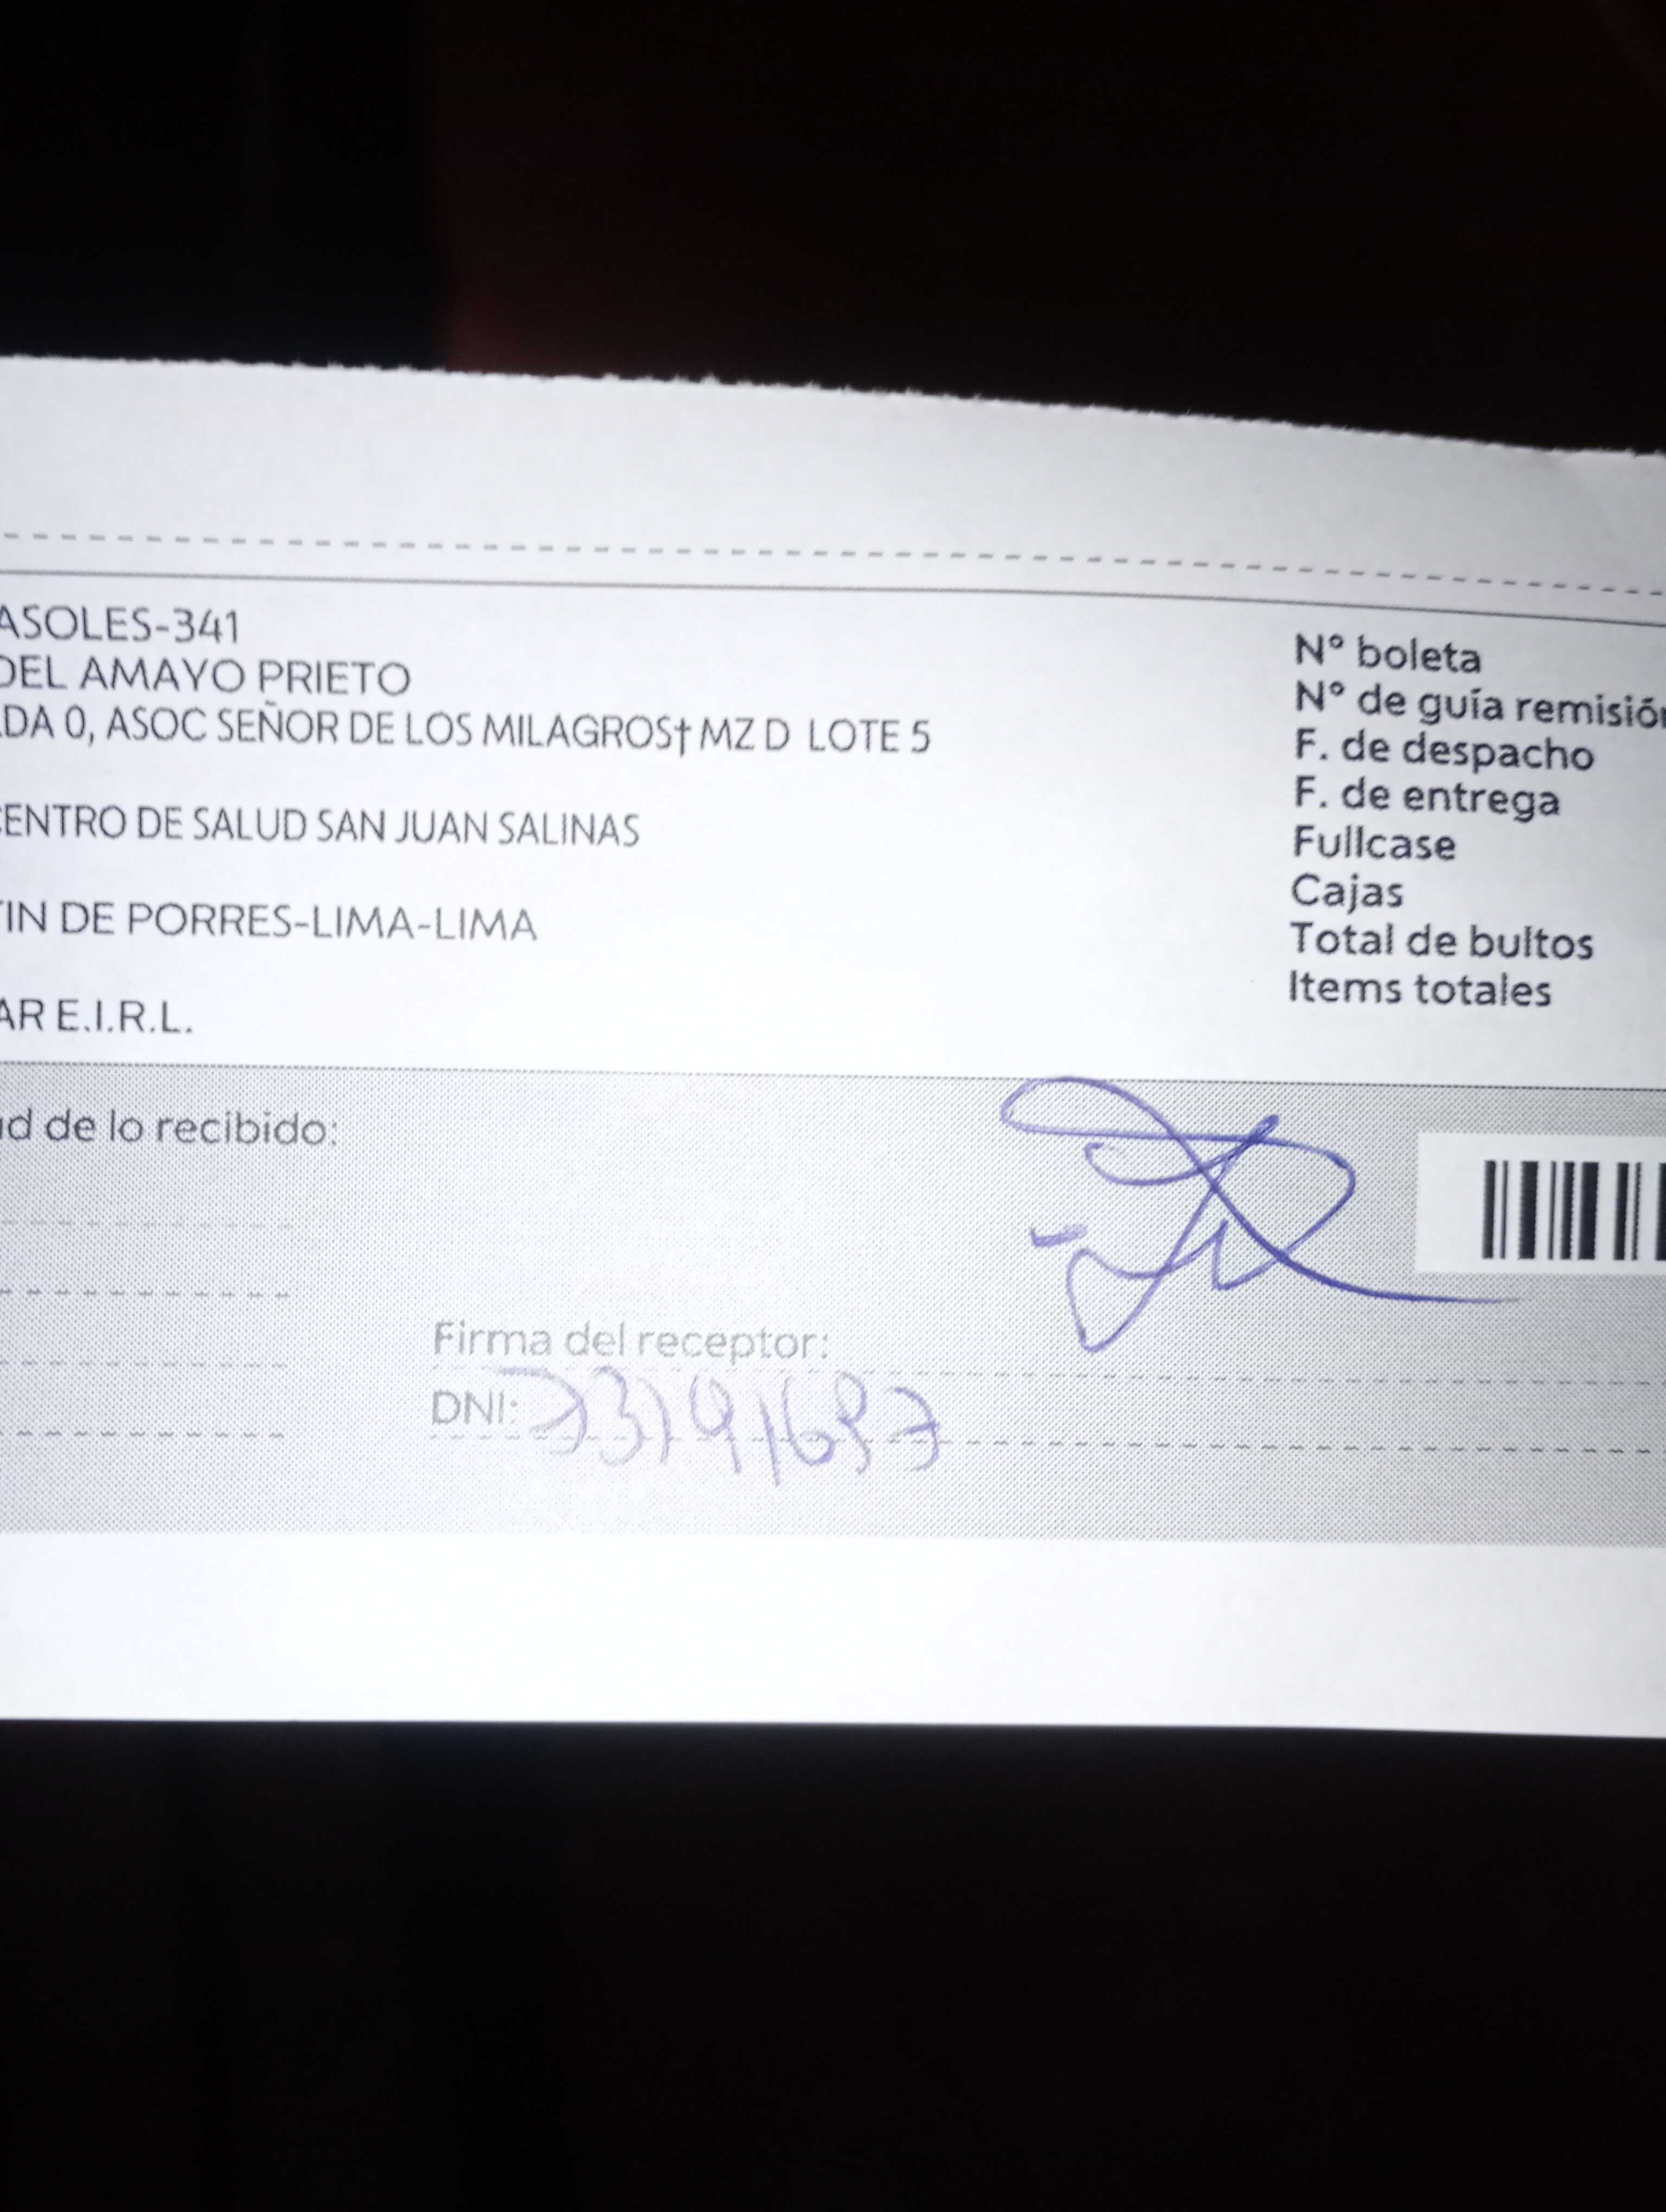 ASOLES-341
DEL AMAYO PRIETO
DA 0, ASOC SEÑOR DE LOS MILAGROS† MZ D LOTE 5
ENTRO DE SALUD SAN JUAN SALINAS
TIN DE PORRES-LIMA-LIMA
AR E.I.R.L.
N° boleta
N° de guía remisión
F. de despacho
F. de entrega
Fullcase
Cajas
Total de bultos
Items totales
d de lo recibido:
Firma del receptor:
DNI: